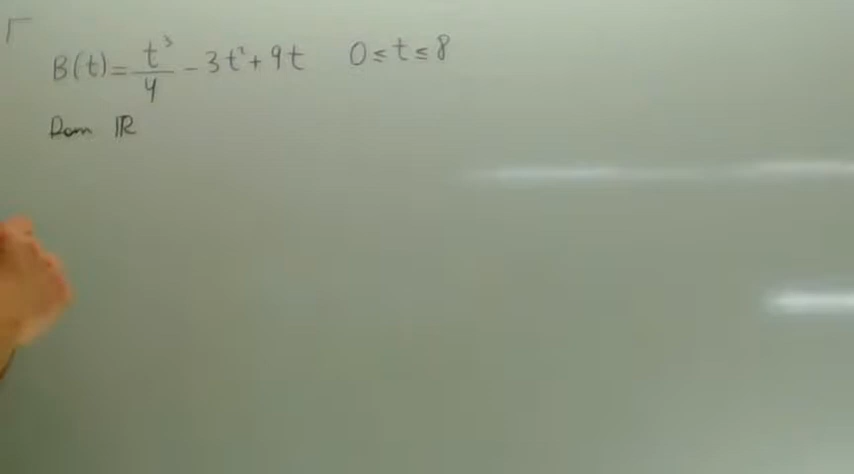 B(t) = t³/4 - 3t² + 9t 0 ≤ t ≤ 8
Dom ℝ